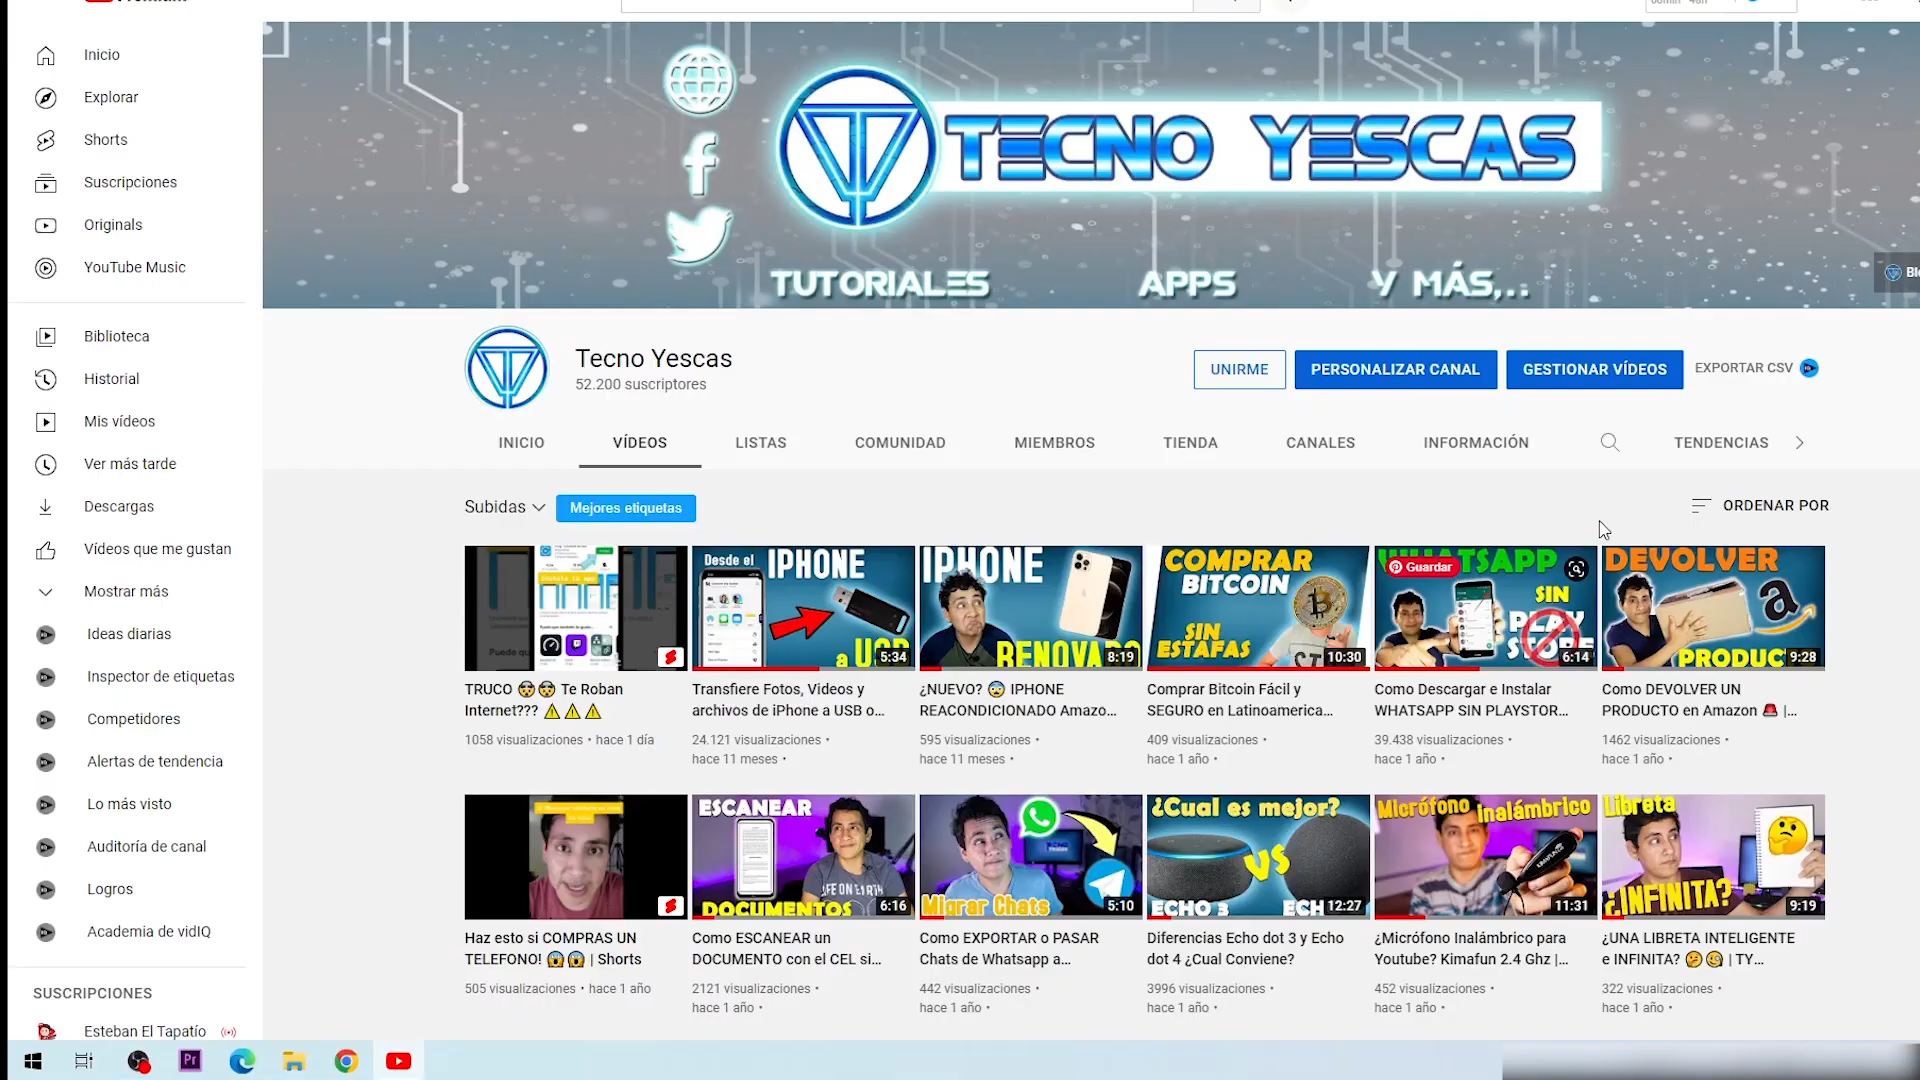 Premium
Inicio
Explorar
Shorts
Suscripciones
Originals
YouTube Music
Biblioteca
Historial
Mis vídeos
Ver más tarde
Descargas
Vídeos que me gustan
Mostrar más
Ideas diarias
Inspector de etiquetas
Competidores
Alertas de tendencia
Lo más visto
Auditoría de canal
Logros
Academia de vidIQ
SUSCRIPCIONES
Esteban El Tapatío
TECNO YESCAS
TUTORIALES APPS Y MÁS,..
Tecno Yescas
52.200 suscriptores
UNIRME
PERSONALIZAR CANAL
GESTIONAR VÍDEOS
EXPORTAR CSV
INICIO
VÍDEOS
LISTAS
COMUNIDAD
MIEMBROS
TIENDA
CANALES
INFORMACIÓN
TENDENCIAS
Subidas
Mejores etiquetas
ORDENAR POR
TRUCO 🤯🤯 Te Roban
Internet??? ⚠⚠⚠
1058 visualizaciones • hace 1 día
Desde el IPHONE
a USB
5:34
Transfiere Fotos, Videos y
archivos de iPhone a USB o...
24.121 visualizaciones •
hace 11 meses •
IPHONE
RENOVADO
8:19
¿NUEVO? 😨 IPHONE
REACONDICIONADO Amazo...
595 visualizaciones •
hace 11 meses •
COMPRAR
BITCOIN
SIN
ESTAFAS
10:30
Comprar Bitcoin Fácil y
SEGURO en Latinoamerica...
409 visualizaciones •
hace 1 año •
WHATSAPP
Guardar
SIN
PLAY
STORE
6:14
Como Descargar e Instalar
WHATSAPP SIN PLAYSTOR...
39.438 visualizaciones •
hace 1 año •
DEVOLVER
PRODUC
9:28
Como DEVOLVER UN
PRODUCTO en Amazon 🚨 |...
1462 visualizaciones •
hace 1 año •
Haz esto si COMPRAS UN
TELEFONO! 😱😱 | Shorts
505 visualizaciones • hace 1 año
ESCANEAR
LIFE ON EARTH
DOCUMENTOS
6:16
Como ESCANEAR un
DOCUMENTO con el CEL si...
2121 visualizaciones •
hace 1 año •
Migrar Chats
5:10
Como EXPORTAR o PASAR
Chats de Whatsapp a...
442 visualizaciones •
hace 1 año •
¿Cual es mejor?
VS
ECHO 3 ECH
12:27
Diferencias Echo dot 3 y Echo
dot 4 ¿Cual Conviene?
3996 visualizaciones •
hace 1 año •
Micrófono inalámbrico
11:31
¿Micrófono Inalámbrico para
Youtube? Kimafun 2.4 Ghz |...
452 visualizaciones •
hace 1 año •
Libreta
¿INFINITA?
9:19
¿UNA LIBRETA INTELIGENTE
e INFINITA? 🤔🧐 | TY...
322 visualizaciones •
hace 1 año •
Pr